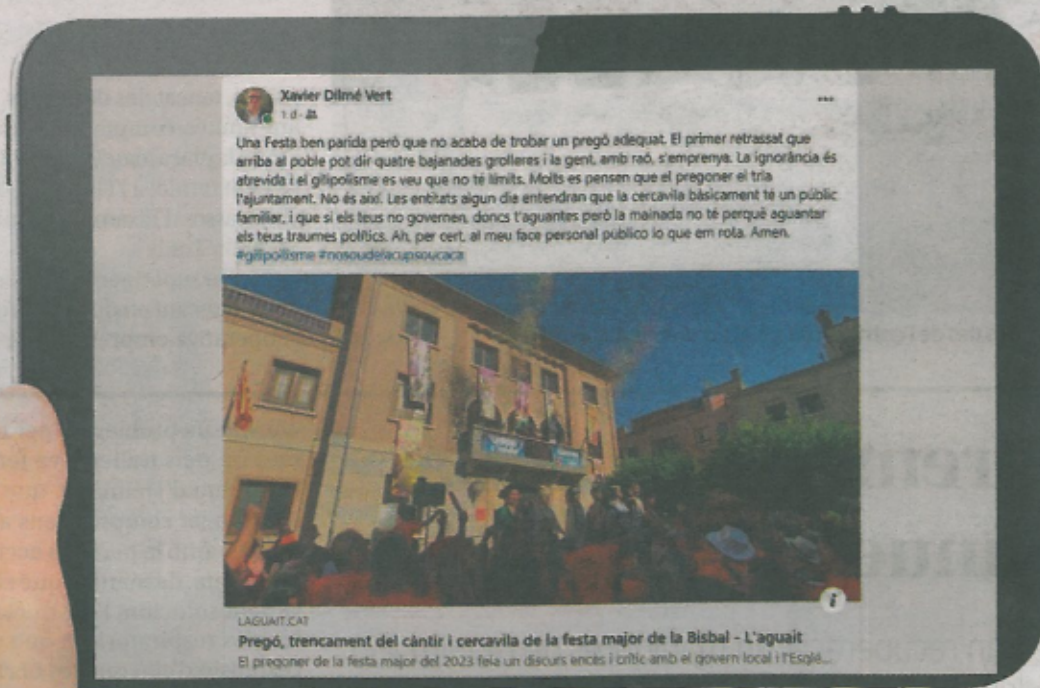 Xavier Dilmé Vert
1 d
Una Festa ben parida però que no acaba de trobar un pregó adequat. El primer retrassat que
arriba al poble pot dir quatre bajanades grolleres i la gent, amb raó, s'emprenya. La ignorància és
atrevida i el gilipolisme es veu que no té límits. Molts es pensen que el pregoner el tria
l'ajuntament. No és així. Les entitats algun dia entendran que la cercavila bàsicament té un públic
familiar, i que si els teus no governen, doncs t'aguantes però la mainada no té perquè aguantar
els teus traumes polítics. Ah, per cert, al meu face personal público lo que em rota. Amen.
#gilipollisme #nosoudelacupsoucaca
LAGUAIT.CAT
Pregó, trencament del càntir i cercavila de la festa major de la Bisbal - L'aguait
El pregoner de la festa major del 2023 feia un discurs encès i crític amb el govern local i l'Esglé...